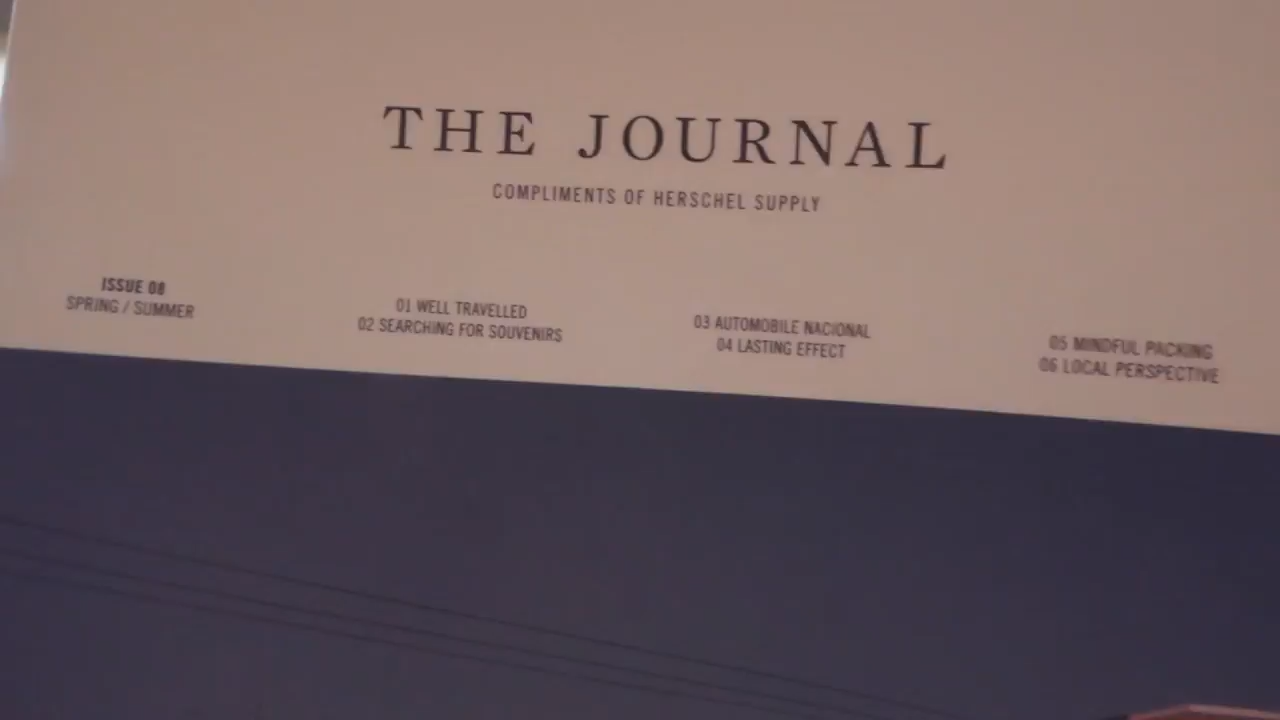 THE JOURNAL
COMPLIMENTS OF HERSCHEL SUPPLY
ISSUE 08
SPRING / SUMMER
01 WELL TRAVELLED
02 SEARCHING FOR SOUVENIRS
03 AUTOMOBILE NACIONAL
04 LASTING EFFECT
05 MINDFUL PACKING
06 LOCAL PERSPECTIVE